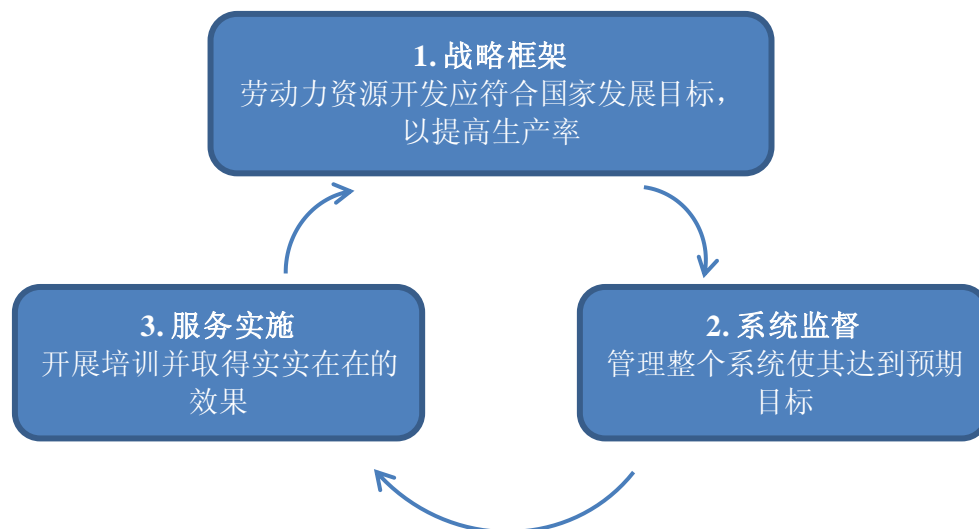 1. 战略框架
劳动力资源开发应符合国家发展目标，
以提高生产率
3. 服务实施
开展培训并取得实实在在的
效果
2. 系统监督
管理整个系统使其达到预期
目标